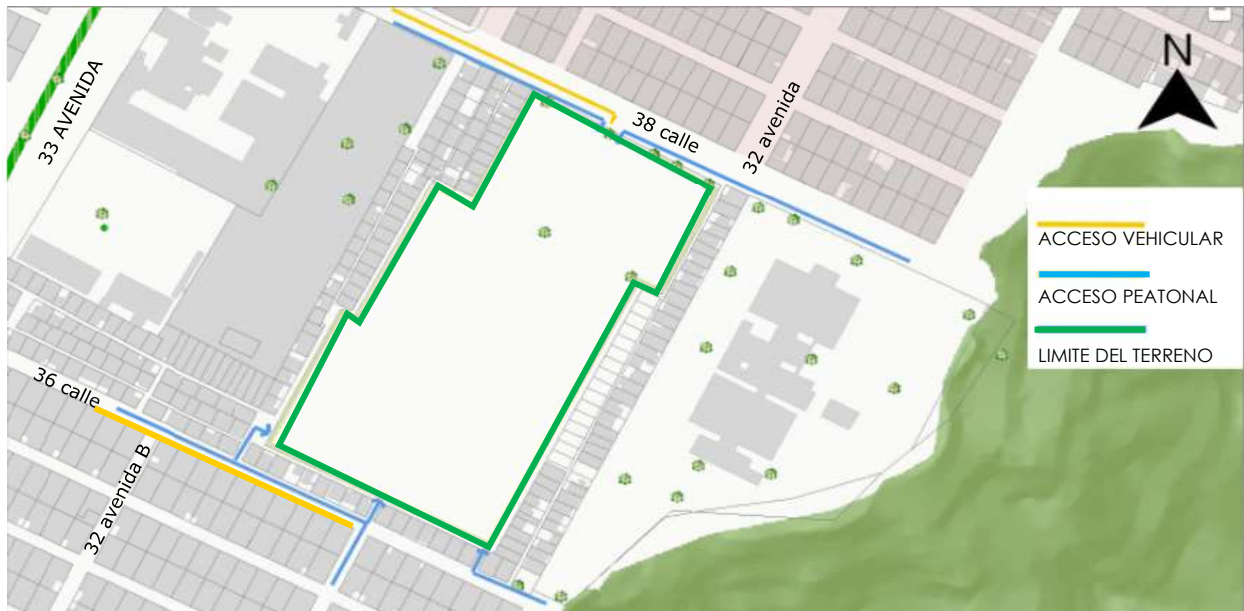 N
33 AVENIDA
38 calle
32 avenida
ACCESO VEHICULAR
ACCESO PEATONAL
LIMITE DEL TERRENO
36 calle
32 avenida B